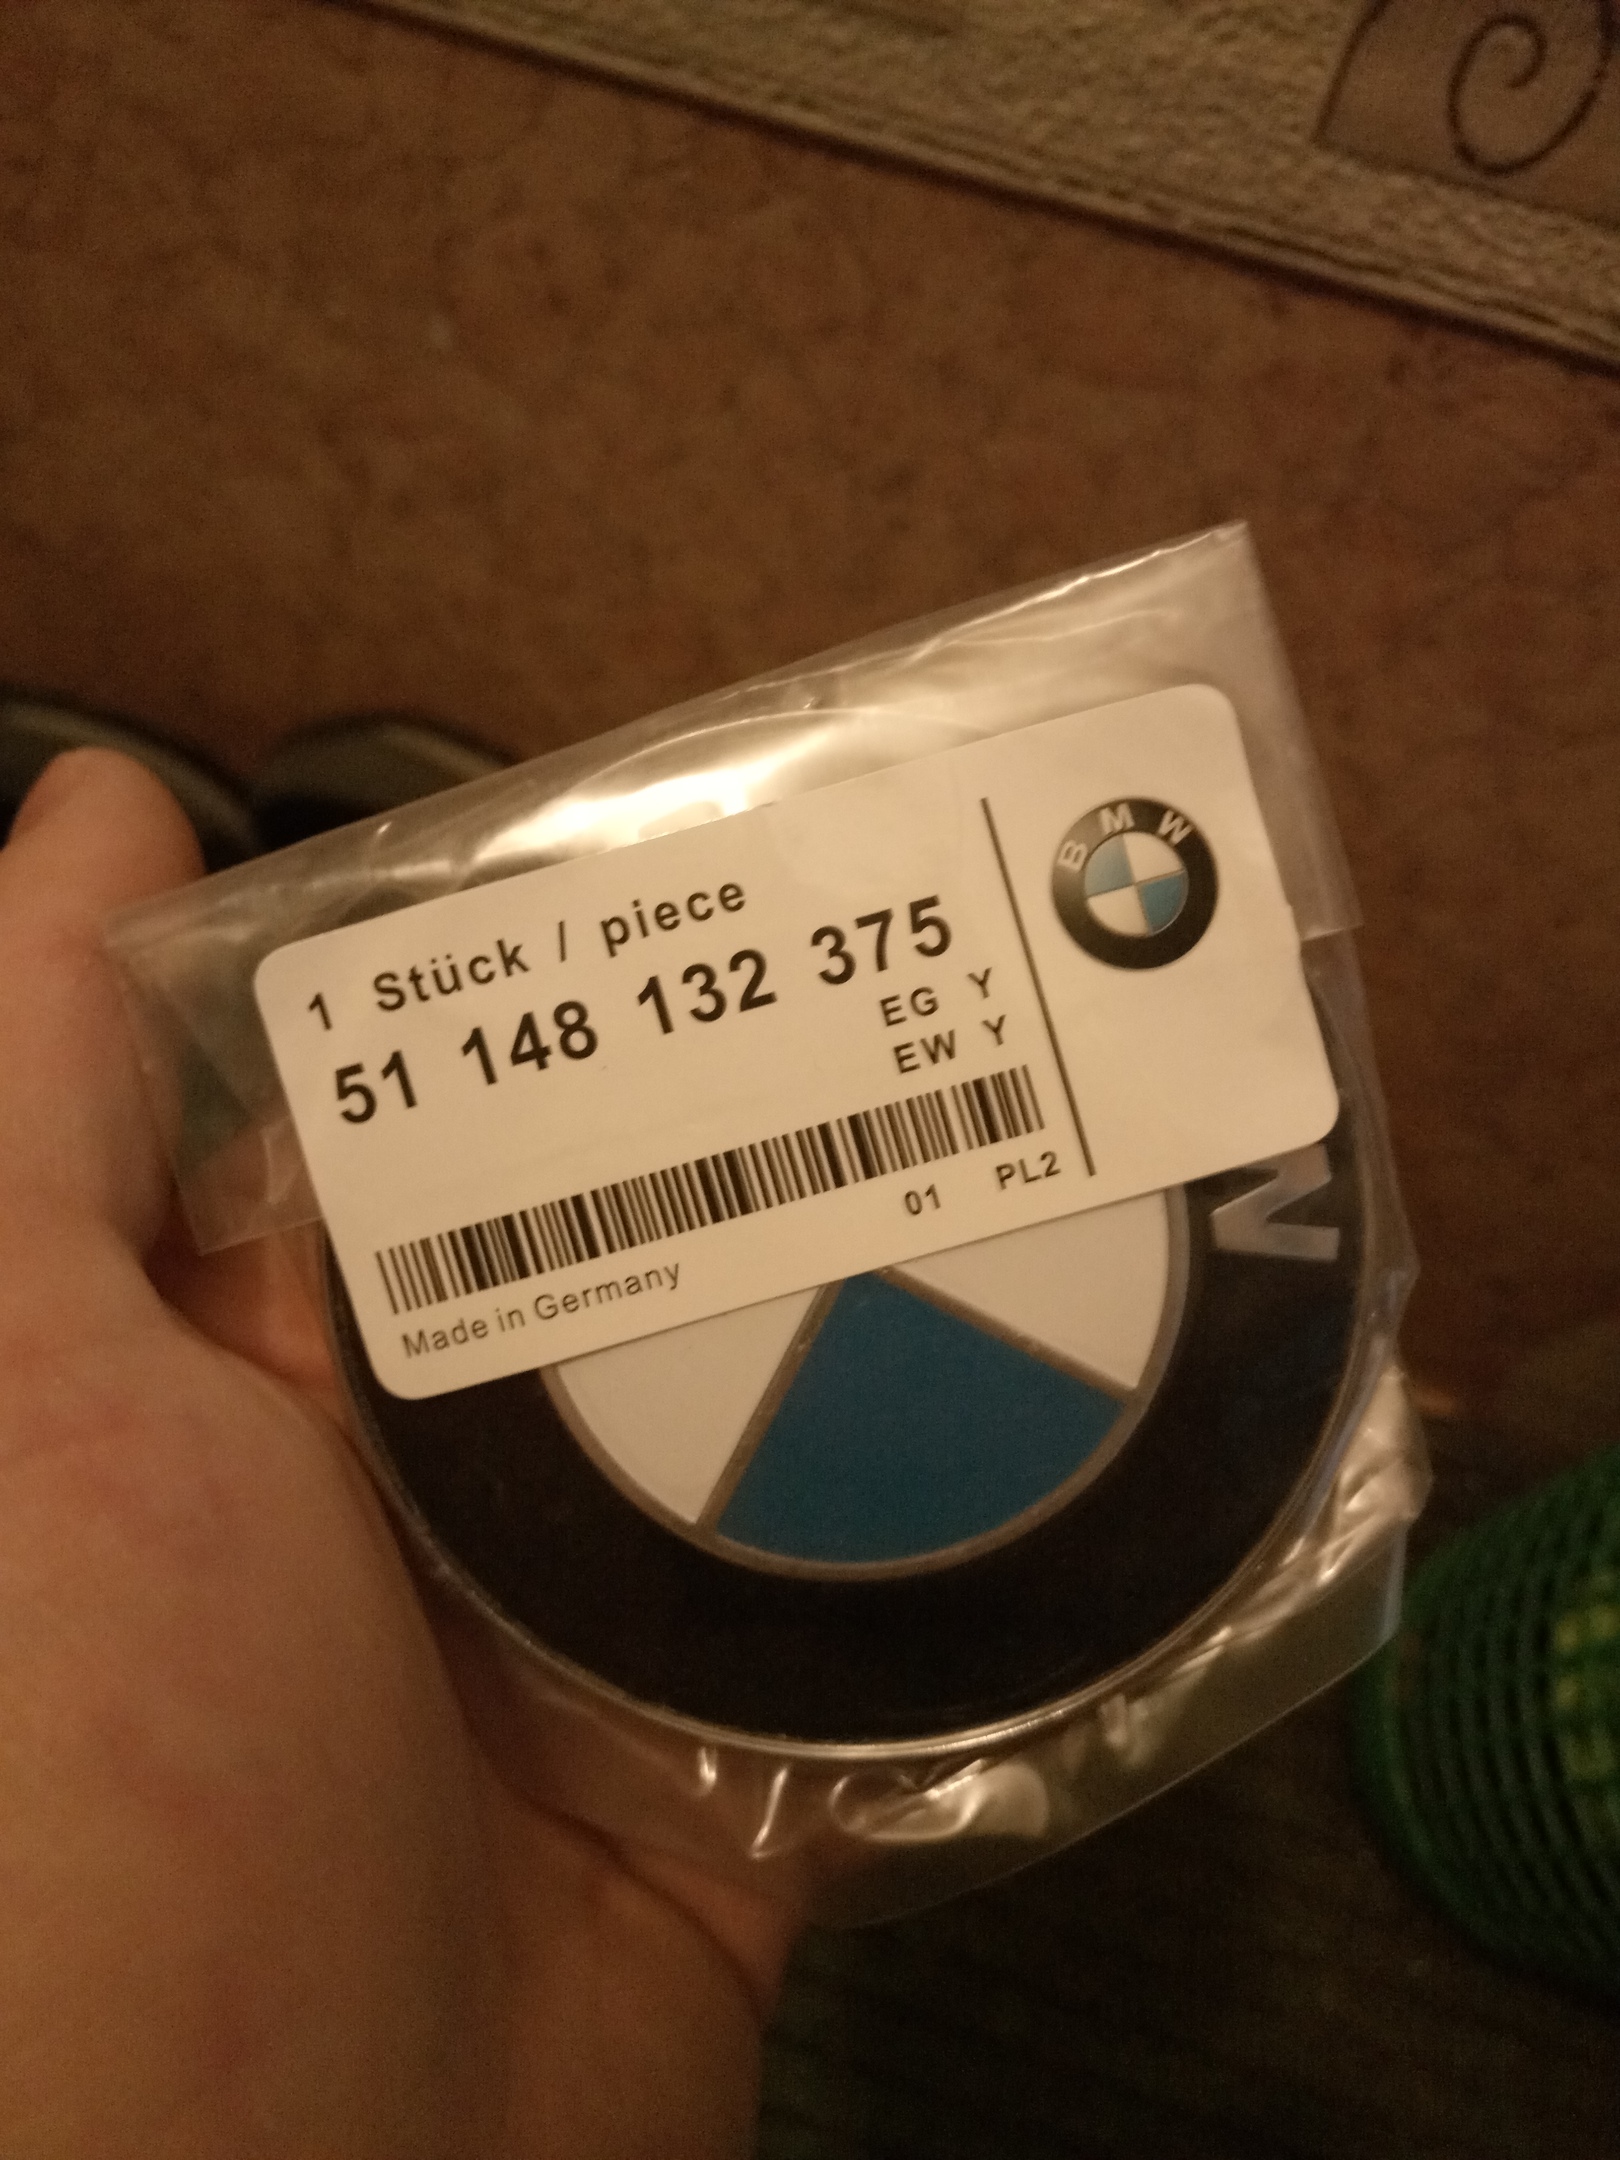 1 Stück / piece
51 148 132 375
EG Y
EW Y
01 PL2
Made in Germany
BMW
W